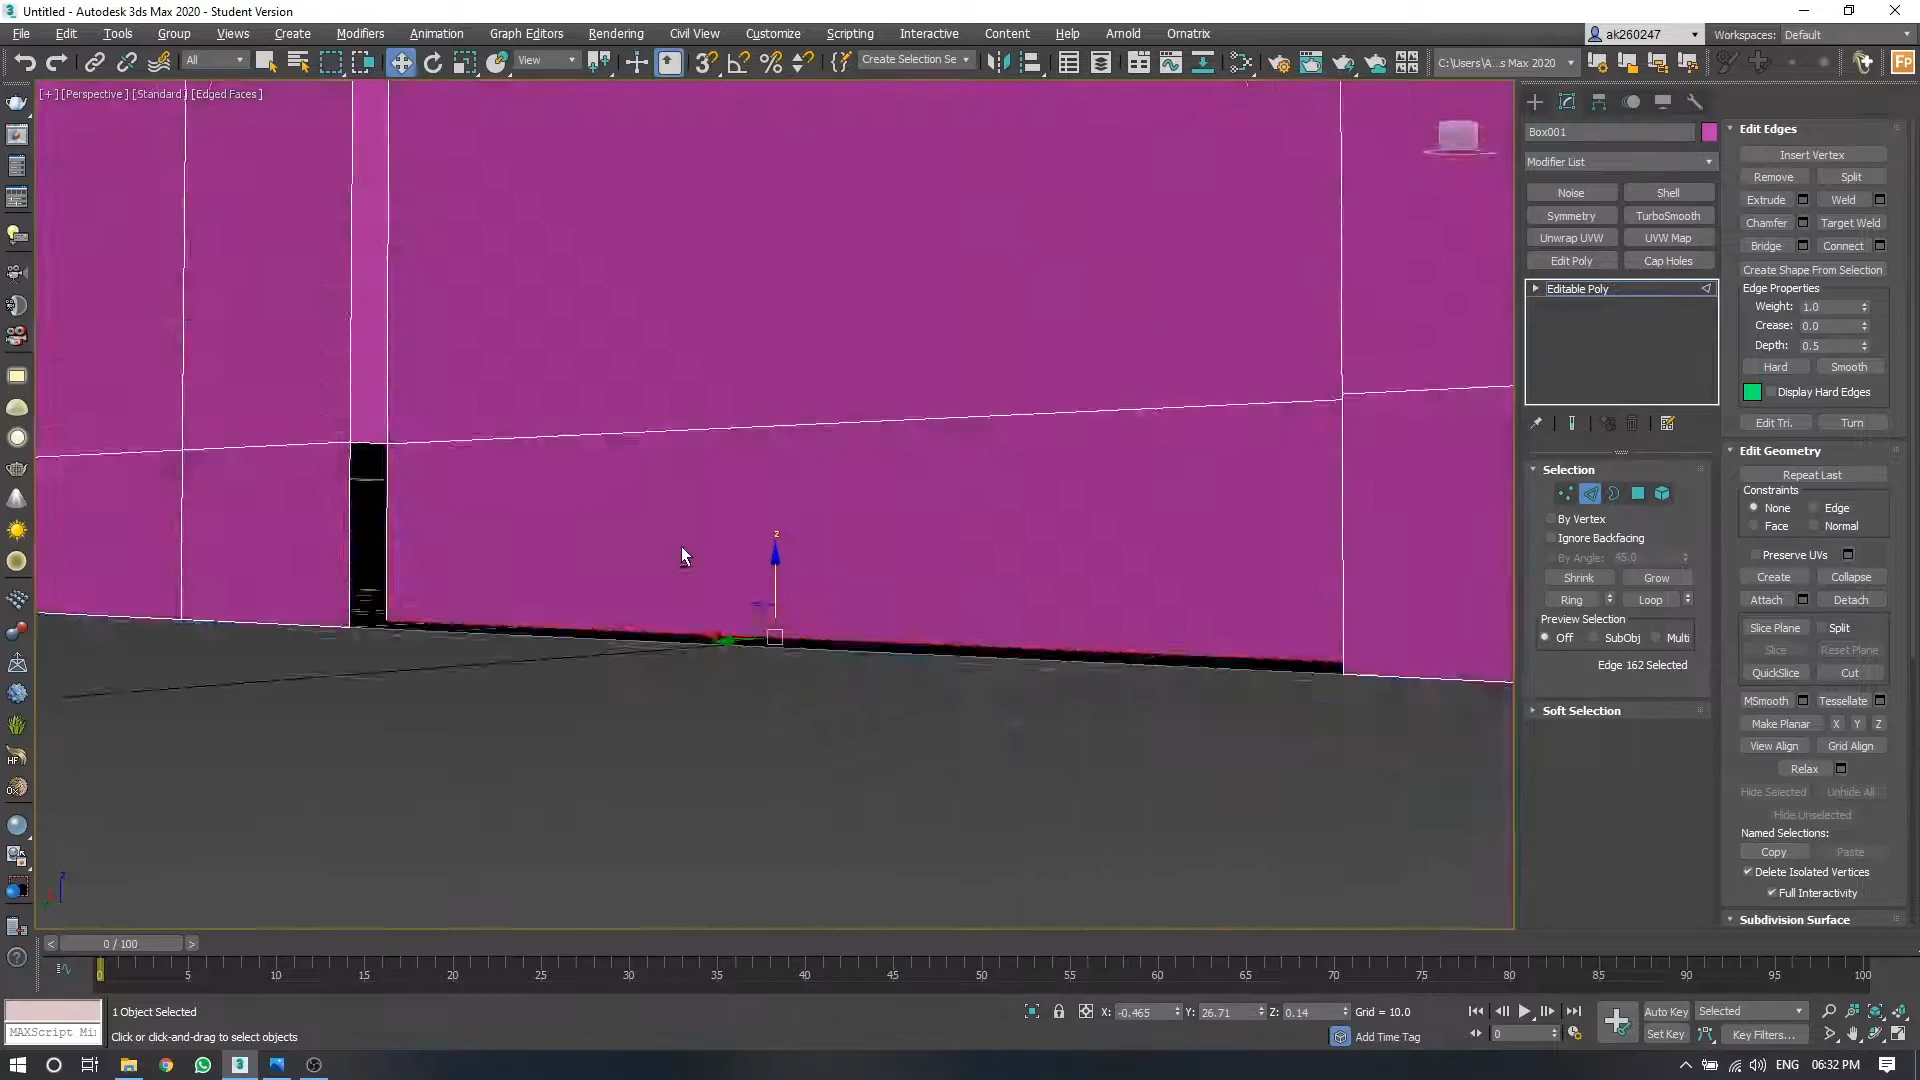 Untitled - Autodesk 3ds Max 2020 - Student Version
File Edit Tools Group Views Create Modifiers Animation Graph Editors Rendering Civil View Customize Scripting Interactive Content Help Arnold Ornatrix
ak260247 Workspaces: Default
All View Create Selection Se C:\Users\A...s Max 2020
[+] [Perspective] [Standard] [Edged Faces]
Box001
Modifier List
Noise Shell
Symmetry TurboSmooth
Unwrap UVW UVW Map
Edit Poly Cap Holes
Editable Poly
Selection
By Vertex
Ignore Backfacing
By Angle: 45.0
Shrink Grow
Ring Loop
Preview Selection
Off SubObj Multi
Edge 162 Selected
Soft Selection
Edit Edges
Insert Vertex
Remove Split
Extrude Weld
Chamfer Target Weld
Bridge Connect
Create Shape From Selection
Edge Properties
Weight: 1.0
Crease: 0.0
Depth: 0.5
Hard Smooth
Display Hard Edges
Edit Tri. Turn
Edit Geometry
Repeat Last
Constraints
None Edge
Face Normal
Preserve UVs
Create Collapse
Attach Detach
Slice Plane Split
Slice Reset Plane
QuickSlice Cut
MSmooth Tessellate
Make Planar X Y Z
View Align Grid Align
Relax
Hide Selected Unhide All
Hide Unselected
Named Selections:
Copy Paste
Delete Isolated Vertices
Full Interactivity
Subdivision Surface
z
z
< 0 / 100 >
0 5 10 15 20 25 30 35 40 45 50 55 60 65 70 75 80 85 90 95 100
1 Object Selected
X: -0.465 Y: 26.71 Z: 0.14 Grid = 10.0
Auto Key Selected
MAXScript Mi
Click or click-and-drag to select objects
Add Time Tag
0
Set Key Key Filters...
ENG 06:32 PM